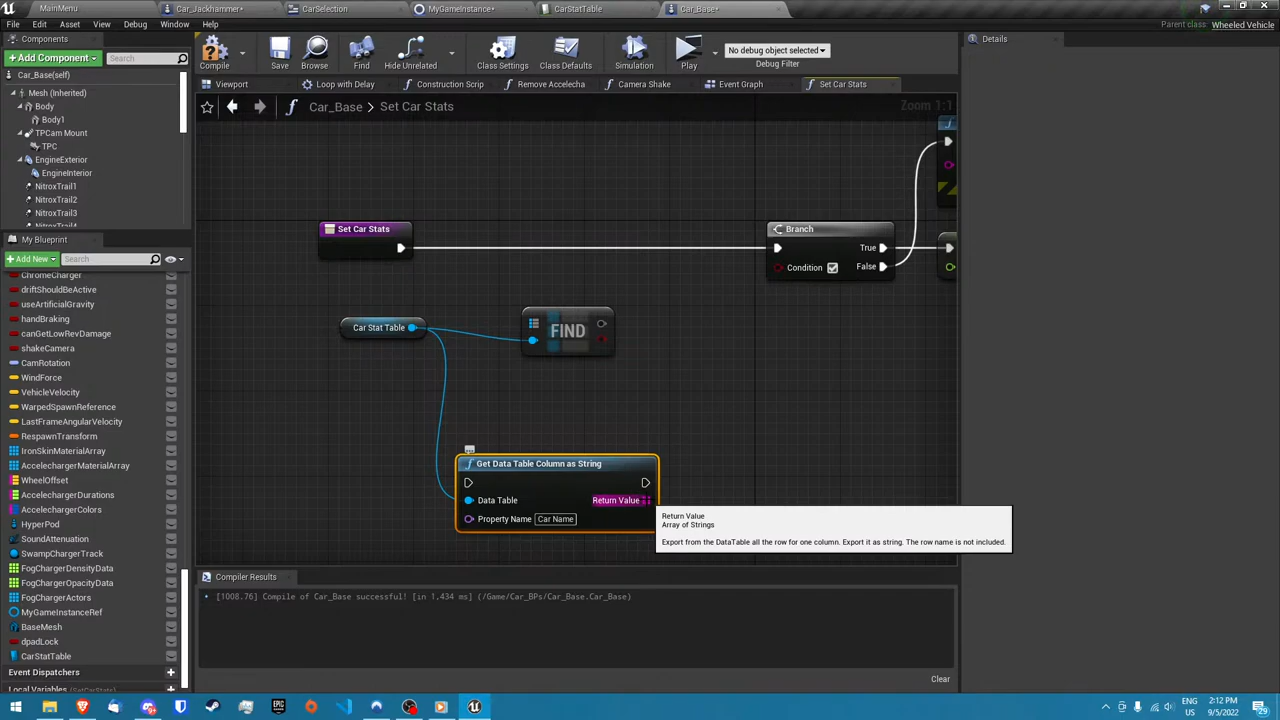 MainMenu
Car_Jackhammer*
CarSelection
MyGameInstance*
CarStatTable
Car_Base*
File
Edit
Asset
View
Debug
Window
Help
Parent class:
Wheeled Vehicle
Components
+ Add Component
Search
Car_Base(self)
Mesh (Inherited)
Body
Body1
TPCam Mount
TPC
EngineExterior
EngineInterior
NitroxTrail1
NitroxTrail2
NitroxTrail3
NitroxTrail4
My Blueprint
+ Add New
Search
ChromeCharger
driftShouldBeActive
useArtificialGravity
handBraking
canGetLowRevDamage
shakeCamera
CamRotation
WindForce
VehicleVelocity
WarpedSpawnReference
LastFrameAngularVelocity
RespawnTransform
IronSkinMaterialArray
AccelechargerMaterialArray
WheelOffset
AccelechargerDurations
AccelechargerColors
HyperPod
SoundAttenuation
SwampChargerTrack
FogChargerDensityData
FogChargerOpacityData
FogChargerActors
MyGameInstanceRef
BaseMesh
dpadLock
CarStatTable
Event Dispatchers
Local Variables (SetCarStats)
Compile
Save
Browse
Find
Hide Unrelated
Class Settings
Class Defaults
Simulation
Play
No debug object selected
Debug Filter
Viewport
Loop with Delay
Construction Scrip
Remove Accelecha
Camera Shake
Event Graph
Set Car Stats
Car_Base > Set Car Stats
Zoom 1:1
Set Car Stats
Branch
True
Condition
False
Car Stat Table
FIND
Get Data Table Column as String
Data Table
Return Value
Property Name
Car Name
Return Value
Array of Strings
Export from the DataTable all the row for one column. Export it as string. The row name is not included.
Compiler Results
[1008.76] Compile of Car_Base successful! [in 1,434 ms] (/Game/Car_BPs/Car_Base.Car_Base)
Clear
Details
ENG
US
2:12 PM
9/5/2022
29